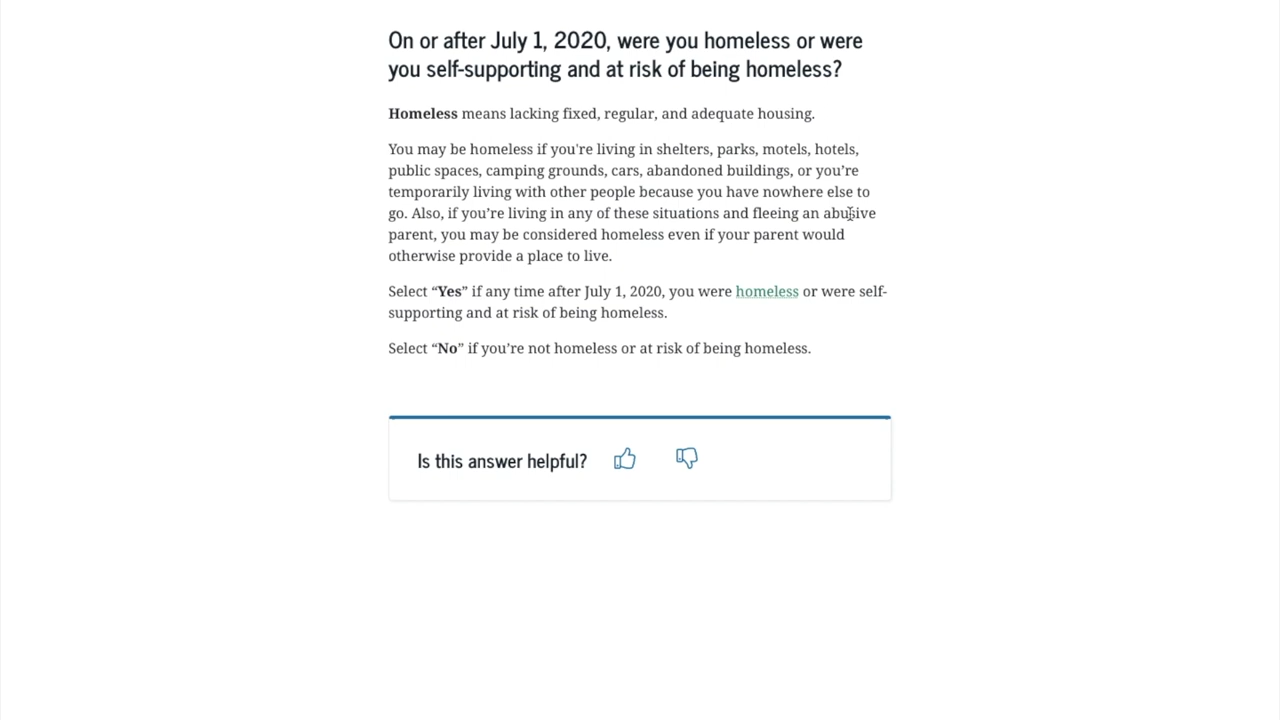 On or after July 1, 2020, were you homeless or were
you self-supporting and at risk of being homeless?
Homeless means lacking fixed, regular, and adequate housing.
You may be homeless if you're living in shelters, parks, motels, hotels,
public spaces, camping grounds, cars, abandoned buildings, or you’re
temporarily living with other people because you have nowhere else to
go. Also, if you’re living in any of these situations and fleeing an abusive
parent, you may be considered homeless even if your parent would
otherwise provide a place to live.
Select “Yes” if any time after July 1, 2020, you were homeless or were self-
supporting and at risk of being homeless.
Select “No” if you’re not homeless or at risk of being homeless.
Is this answer helpful?